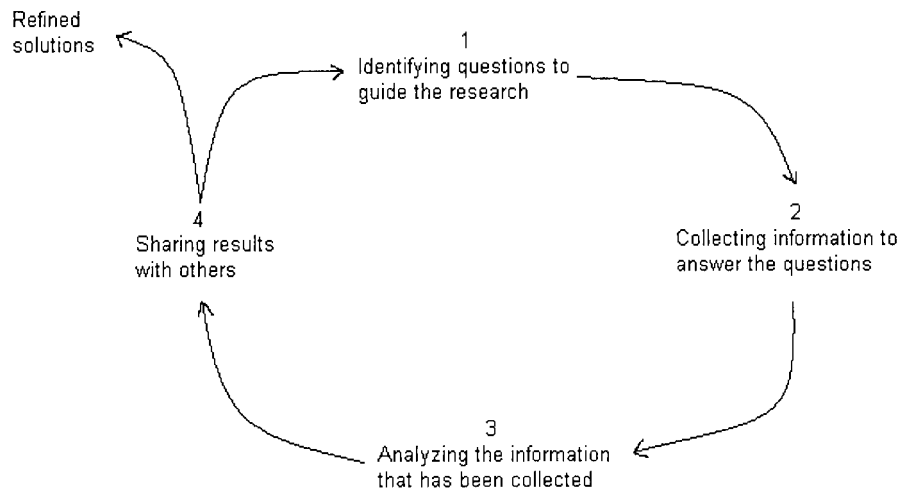 Refined
solutions
1
Identifying questions to
guide the research
2
Collecting information to
answer the questions
3
Analyzing the information
that has been collected
4
Sharing results
with others